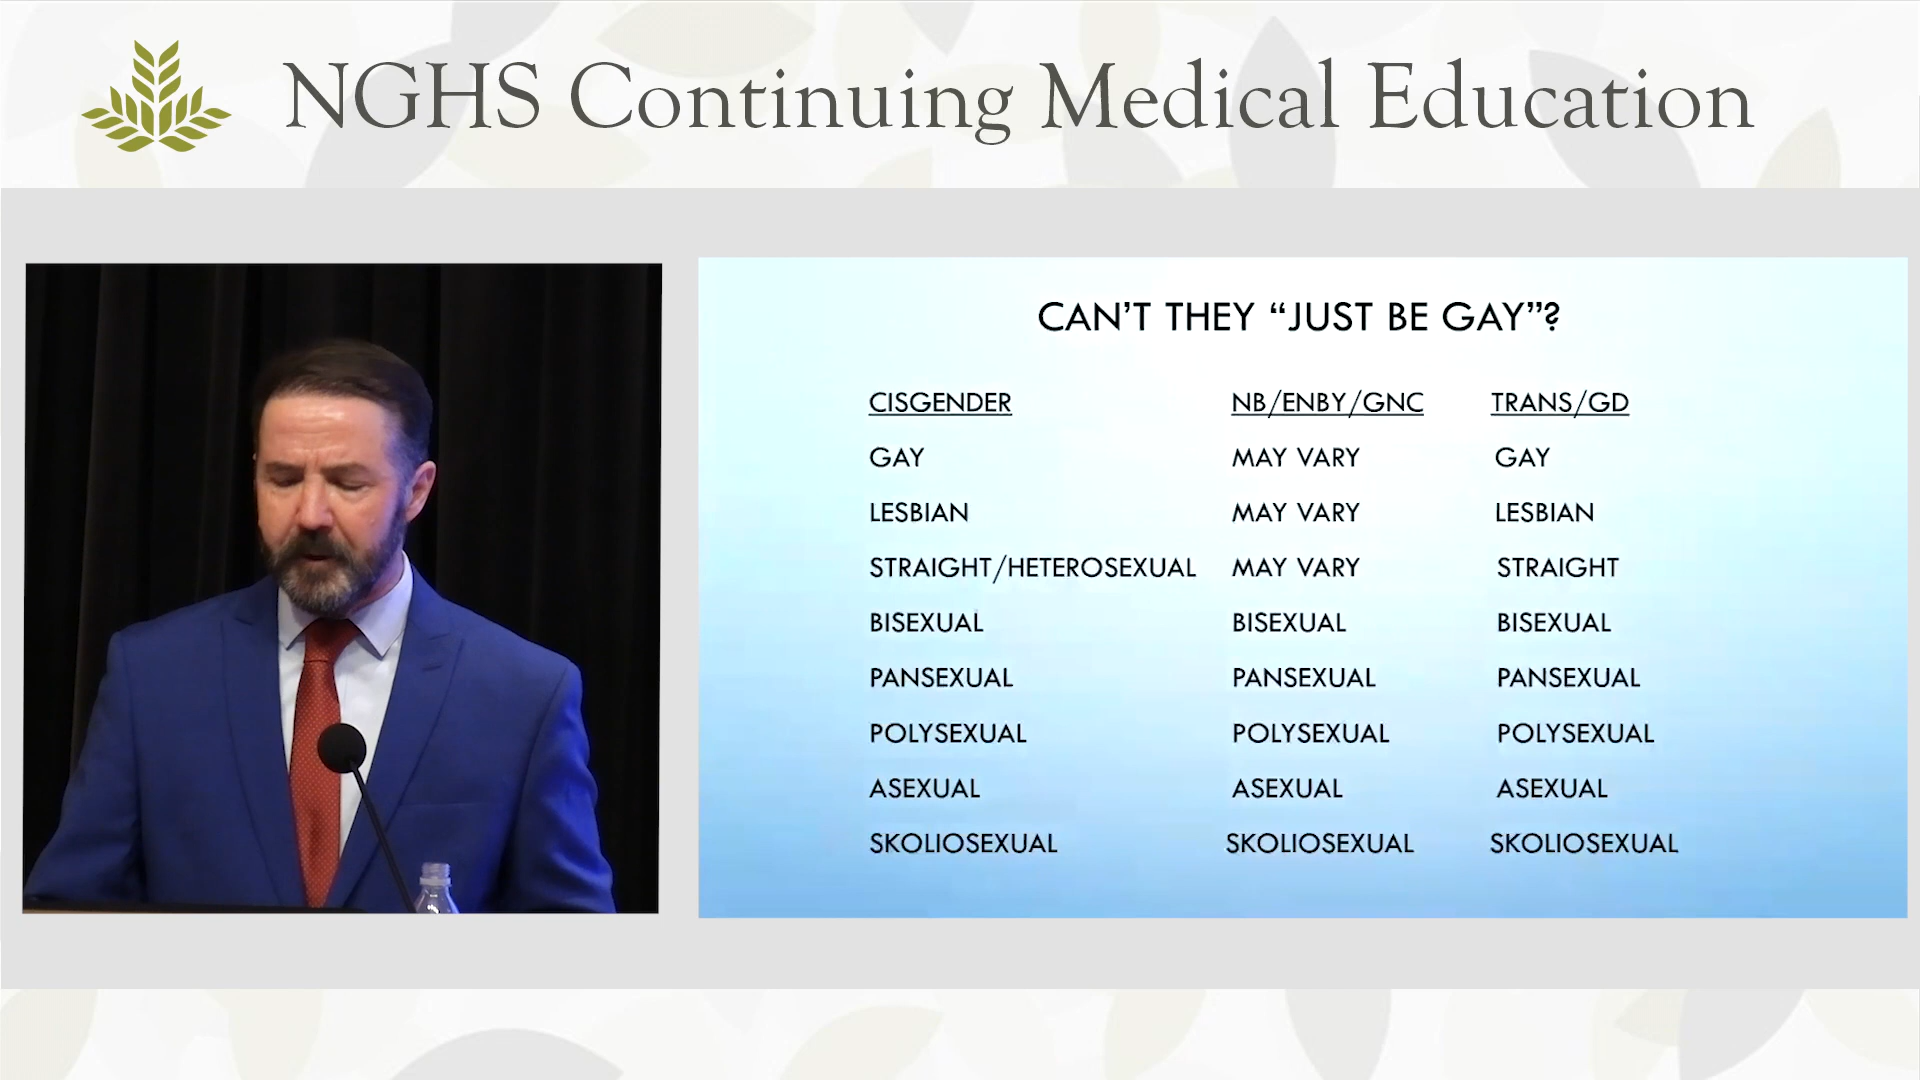 NGHS Continuing Medical Education
CAN'T THEY “JUST BE GAY”?
CISGENDER NB/ENBY/GNC TRANS/GD
GAY MAY VARY GAY
LESBIAN MAY VARY LESBIAN
STRAIGHT/HETEROSEXUAL MAY VARY STRAIGHT
BISEXUAL BISEXUAL BISEXUAL
PANSEXUAL PANSEXUAL PANSEXUAL
POLYSEXUAL POLYSEXUAL POLYSEXUAL
ASEXUAL ASEXUAL ASEXUAL
SKOLIOSEXUAL SKOLIOSEXUAL SKOLIOSEXUAL